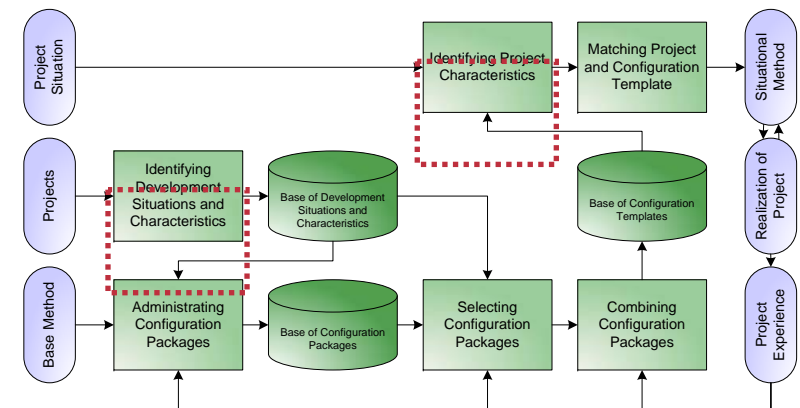 Project
Situation
Identifying Project
Characteristics
Matching Project
and Configuration
Template
Situational
Method
Projects
Identifying
Development
Situations and
Characteristics
Base of Development
Situations and
Characteristics
Base of Configuration
Templates
Realization of
Project
Base Method
Administrating
Configuration
Packages
Base of Configuration
Packages
Selecting
Configuration
Packages
Combining
Configuration
Packages
Project
Experience